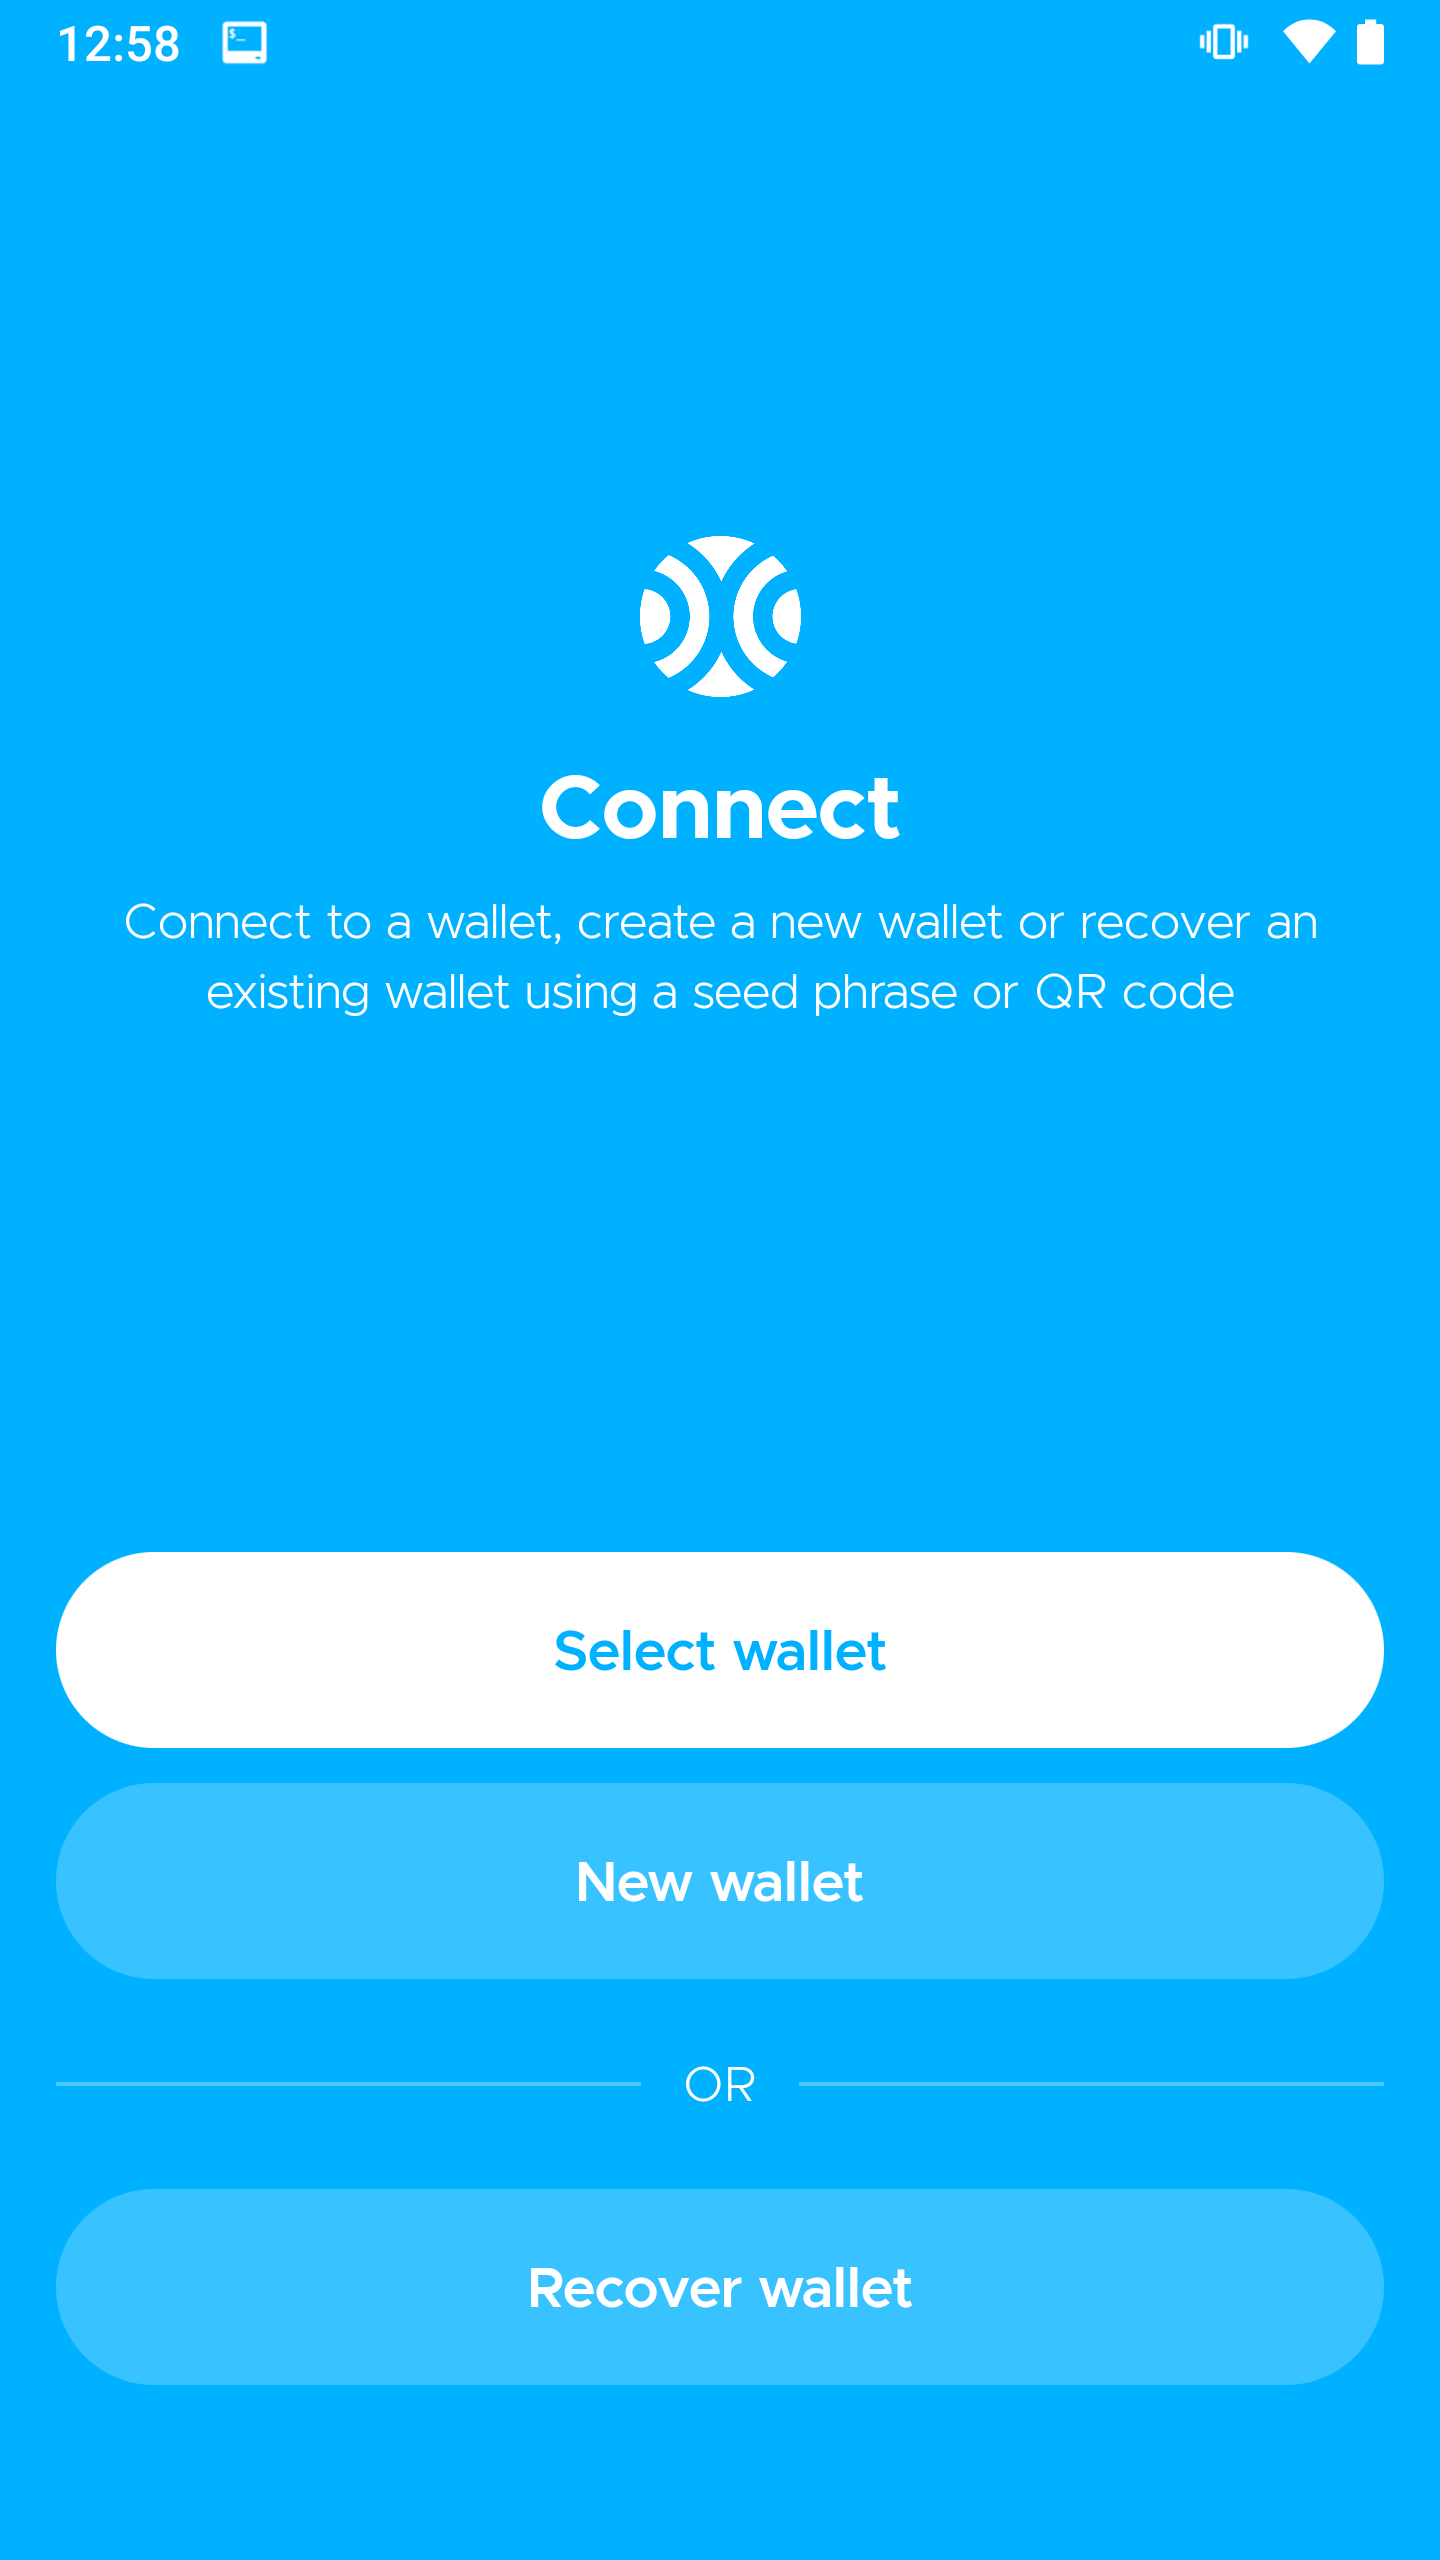 12:58
Connect
Connect to a wallet, create a new wallet or recover an
existing wallet using a seed phrase or QR code
Select wallet
New wallet
OR
Recover wallet